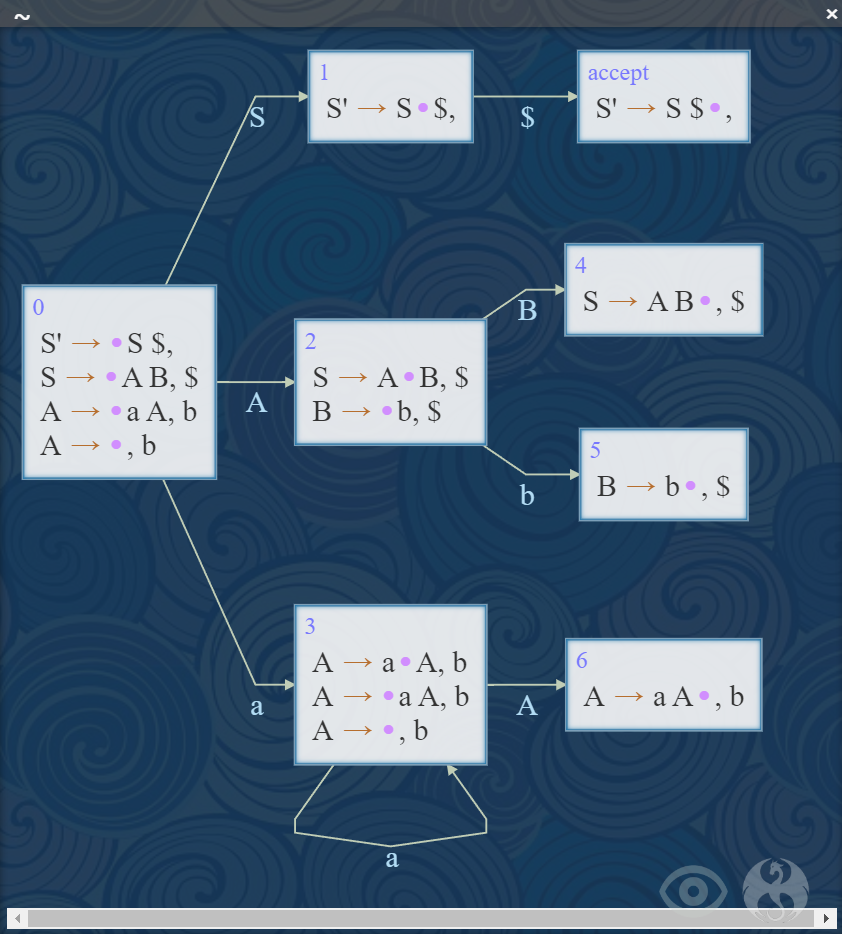 ~ ×
1
S' → S • $,
S
accept
S' → S $ • ,
$
0
S' → • S $,
S → • A B, $
A → • a A, b
A → • , b
A
2
S → A • B, $
B → • b, $
B
4
S → A B • , $
b
5
B → b • , $
a
3
A → a • A, b
A → • a A, b
A → • , b
a
A
6
A → a A • , b